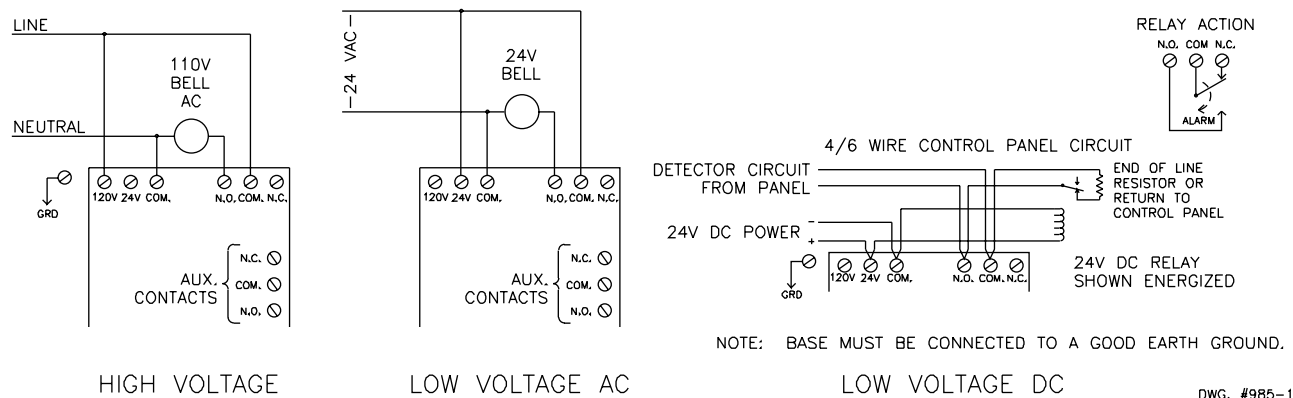 LINE
110V
BELL
AC
NEUTRAL
GRD
120V 24V COM. N.O. COM. N.C.
N.C.
AUX. COM.
CONTACTS
N.O.
HIGH VOLTAGE
24 VAC
24V
BELL
120V 24V COM. N.O. COM. N.C.
N.C.
AUX. COM.
CONTACTS
N.O.
LOW VOLTAGE AC
RELAY ACTION
N.O. COM N.C.
ALARM
4/6 WIRE CONTROL PANEL CIRCUIT
DETECTOR CIRCUIT
FROM PANEL
END OF LINE
RESISTOR OR
RETURN TO
CONTROL PANEL
24V DC POWER - +
GRD
120V 24V COM. N.O. COM. N.C.
24V DC RELAY
SHOWN ENERGIZED
NOTE: BASE MUST BE CONNECTED TO A GOOD EARTH GROUND.
LOW VOLTAGE DC
DWG. #985-1